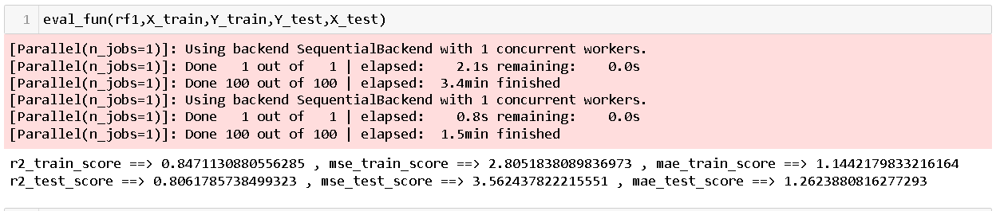 1 eval_fun(rf1,X_train,Y_train,Y_test,X_test)
[Parallel(n_jobs=1)]: Using backend SequentialBackend with 1 concurrent workers.
[Parallel(n_jobs=1)]: Done   1 out of   1 | elapsed:    2.1s remaining:    0.0s
[Parallel(n_jobs=1)]: Done 100 out of 100 | elapsed:  3.4min finished
[Parallel(n_jobs=1)]: Using backend SequentialBackend with 1 concurrent workers.
[Parallel(n_jobs=1)]: Done   1 out of   1 | elapsed:    0.8s remaining:    0.0s
[Parallel(n_jobs=1)]: Done 100 out of 100 | elapsed:  1.5min finished
r2_train_score ==> 0.8471130880556285 , mse_train_score ==> 2.8051838089836973 , mae_train_score ==> 1.1442179833216164
r2_test_score ==> 0.8061785738499323 , mse_test_score ==> 3.562437822215551 , mae_test_score ==> 1.2623880816277293